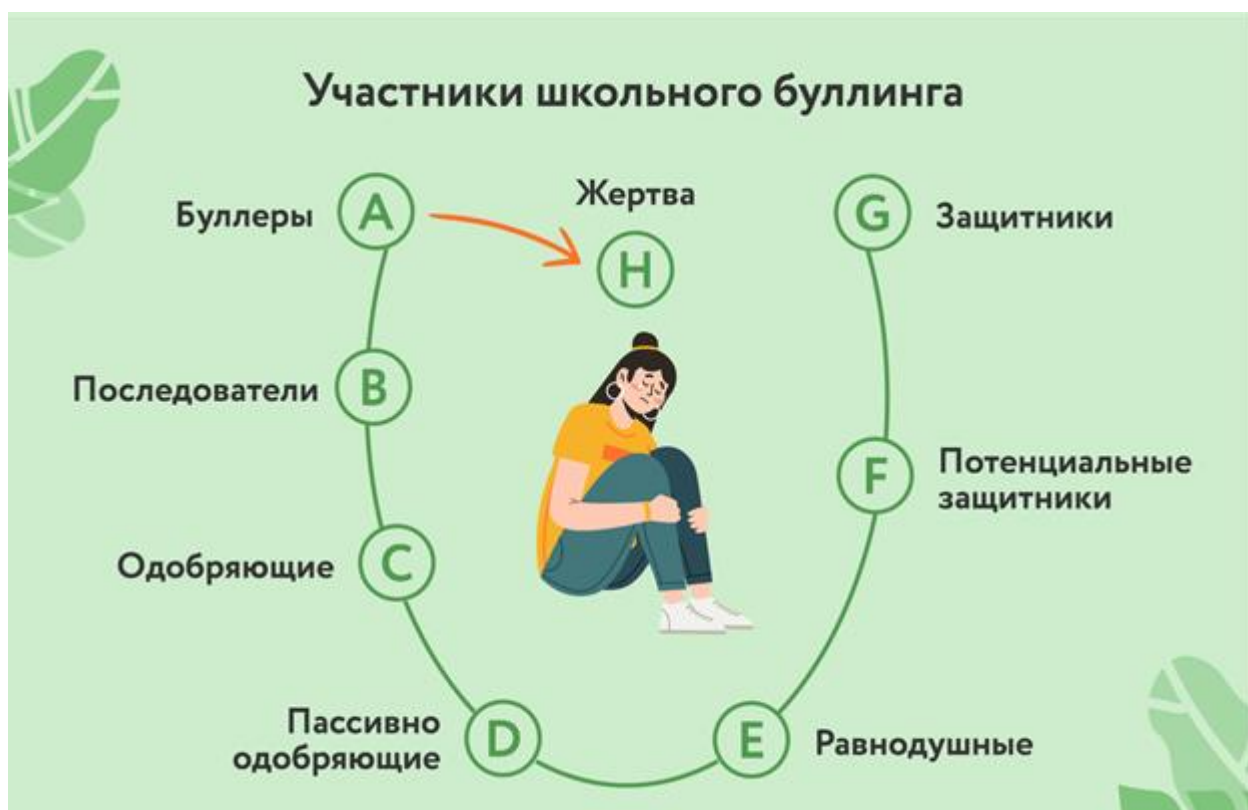 Участники школьного буллинга
Буллеры
A
Жертва
H
G
Защитники
Последователи
B
F
Потенциальные
защитники
Одобряющие
C
Пассивно
одобряющие
D
E
Равнодушные